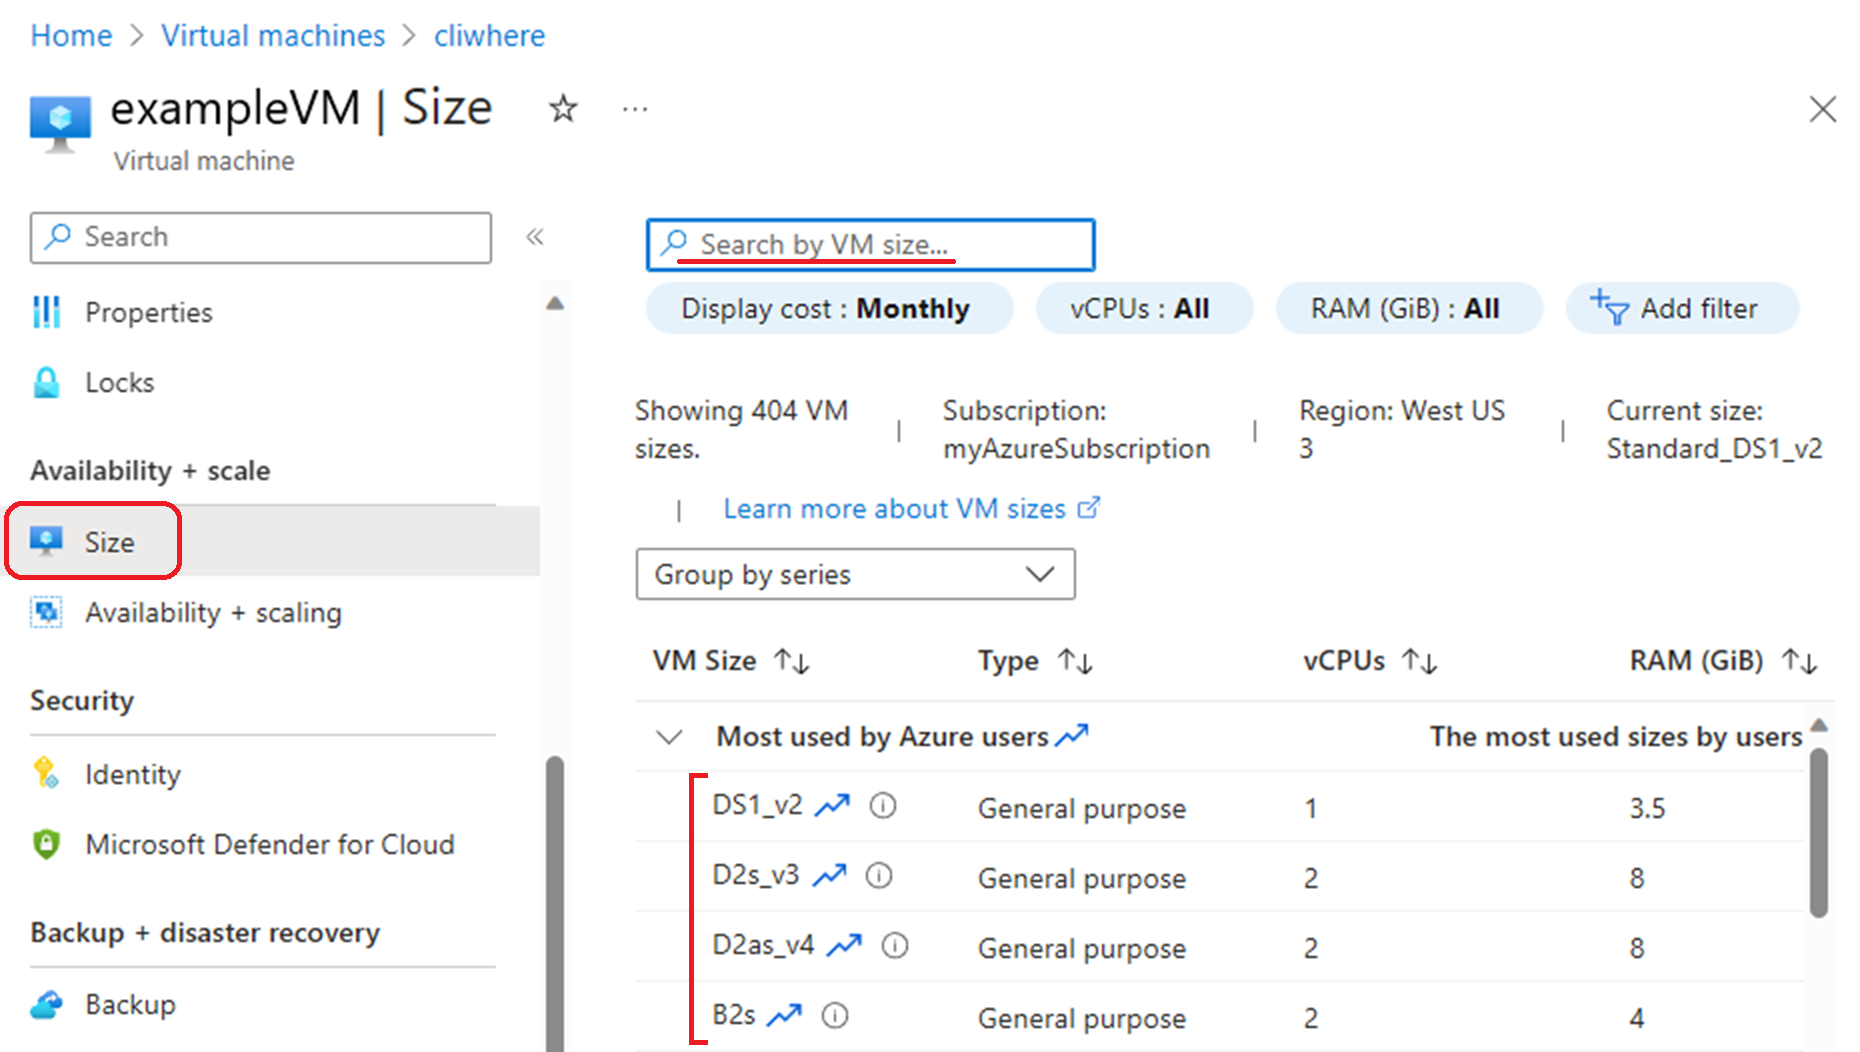 Home > Virtual machines > cliwhere
exampleVM | Size
...
Virtual machine
Search
«
Properties
Locks
Availability + scale
Size
Availability + scaling
Security
Identity
Microsoft Defender for Cloud
Backup + disaster recovery
Backup
Search by VM size...
Display cost : Monthly
vCPUs : All
RAM (GiB) : All
Add filter
Showing 404 VM
sizes.
|
Subscription:
myAzureSubscription
|
Region: West US
3
|
Current size:
Standard_DS1_v2
|
Learn more about VM sizes
Group by series
VM Size ↑↓ Type ↑↓ vCPUs ↑↓ RAM (GiB) ↑↓
Most used by Azure users The most used sizes by users
DS1_v2 General purpose 1 3.5
D2s_v3 General purpose 2 8
D2as_v4 General purpose 2 8
B2s General purpose 2 4